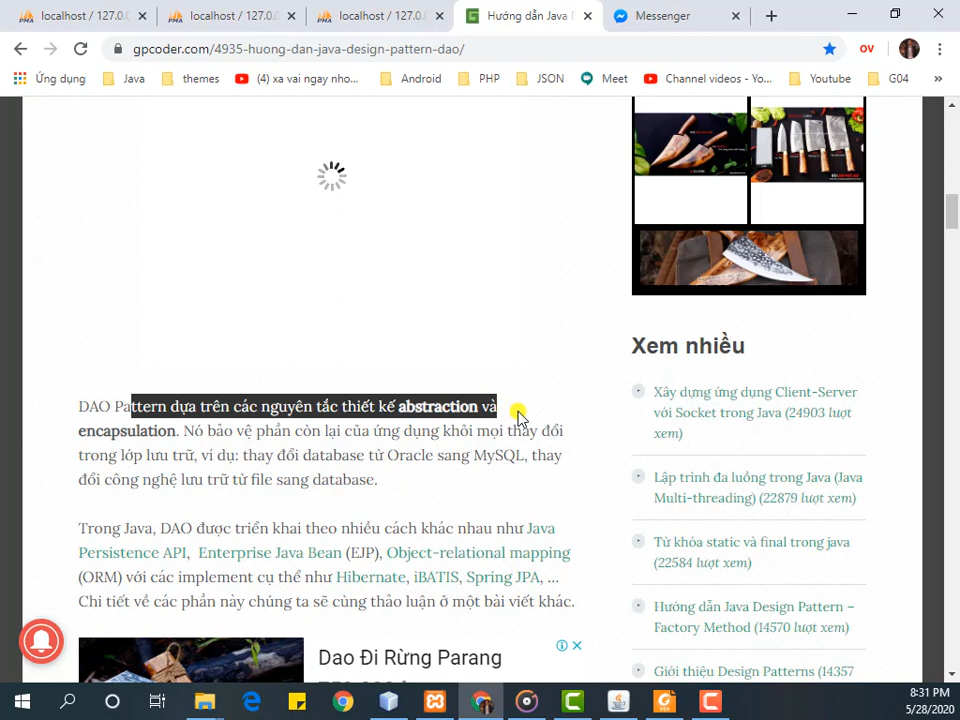 localhost / 127.0.
localhost / 127.0.
localhost / 127.0.
Hướng dẫn Java D
Messenger
gpcoder.com/4935-huong-dan-java-design-pattern-dao/
OV
Ứng dụng
Java
themes
(4) xa vai ngay nho...
Android
PHP
JSON
Meet
Channel videos - Yo...
Youtube
G04
»
DAO Pattern dựa trên các nguyên tắc thiết kế abstraction và
encapsulation. Nó bảo vệ phần còn lại của ứng dụng khỏi mọi thay đổi
trong lớp lưu trữ, ví dụ: thay đổi database từ Oracle sang MySQL, thay
đổi công nghệ lưu trữ từ file sang database.
Trong Java, DAO được triển khai theo nhiều cách khác nhau như Java
Persistence API, Enterprise Java Bean (EJP), Object-relational mapping
(ORM) với các implement cụ thể như Hibernate, iBATIS, Spring JPA, ...
Chi tiết về các phần này chúng ta sẽ cùng thảo luận ở một bài viết khác.
Dao Đi Rừng Parang
Xem nhiều
Xây dựng ứng dụng Client-Server
với Socket trong Java (24903 lượt
xem)
Lập trình đa luồng trong Java (Java
Multi-threading) (22879 lượt xem)
Từ khóa static và final trong java
(22584 lượt xem)
Hướng dẫn Java Design Pattern –
Factory Method (14570 lượt xem)
Giới thiệu Design Patterns (14357
8:31 PM
5/28/2020